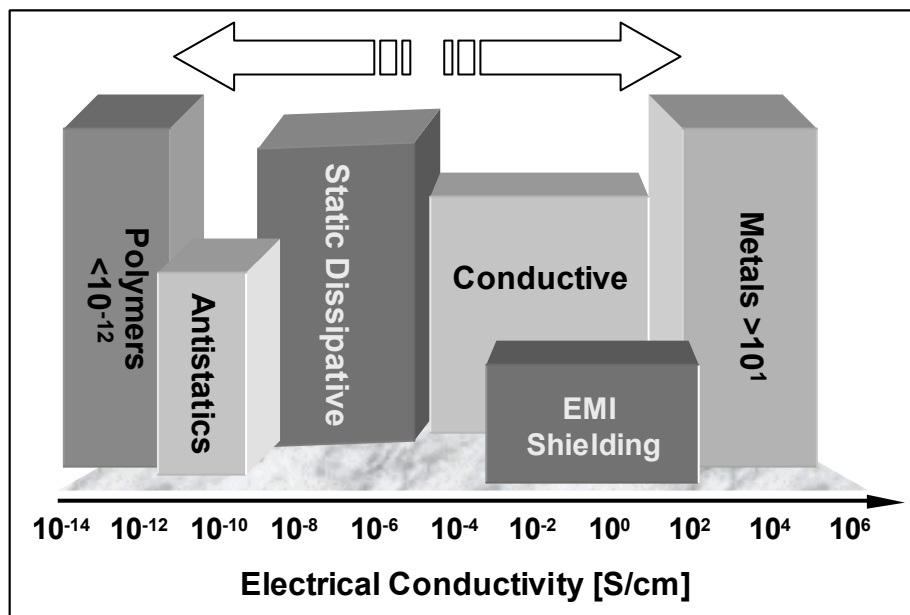 Polymers
<10⁻¹²
Antistatics
Static Dissipative
Conductive
EMI
Shielding
Metals >10¹
10⁻¹⁴ 10⁻¹² 10⁻¹⁰ 10⁻⁸ 10⁻⁶ 10⁻⁴ 10⁻² 10⁰ 10² 10⁴ 10⁶
Electrical Conductivity [S/cm]